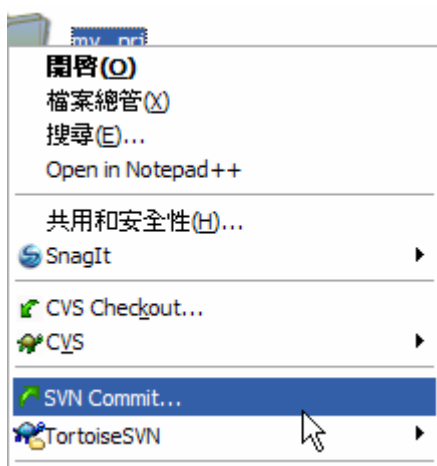 my_prj
開啓(O)
檔案總管(X)
搜尋(E)...
Open in Notepad++
共用和安全性(H)...
SnagIt
CVS Checkout...
CVS
SVN Commit...
TortoiseSVN